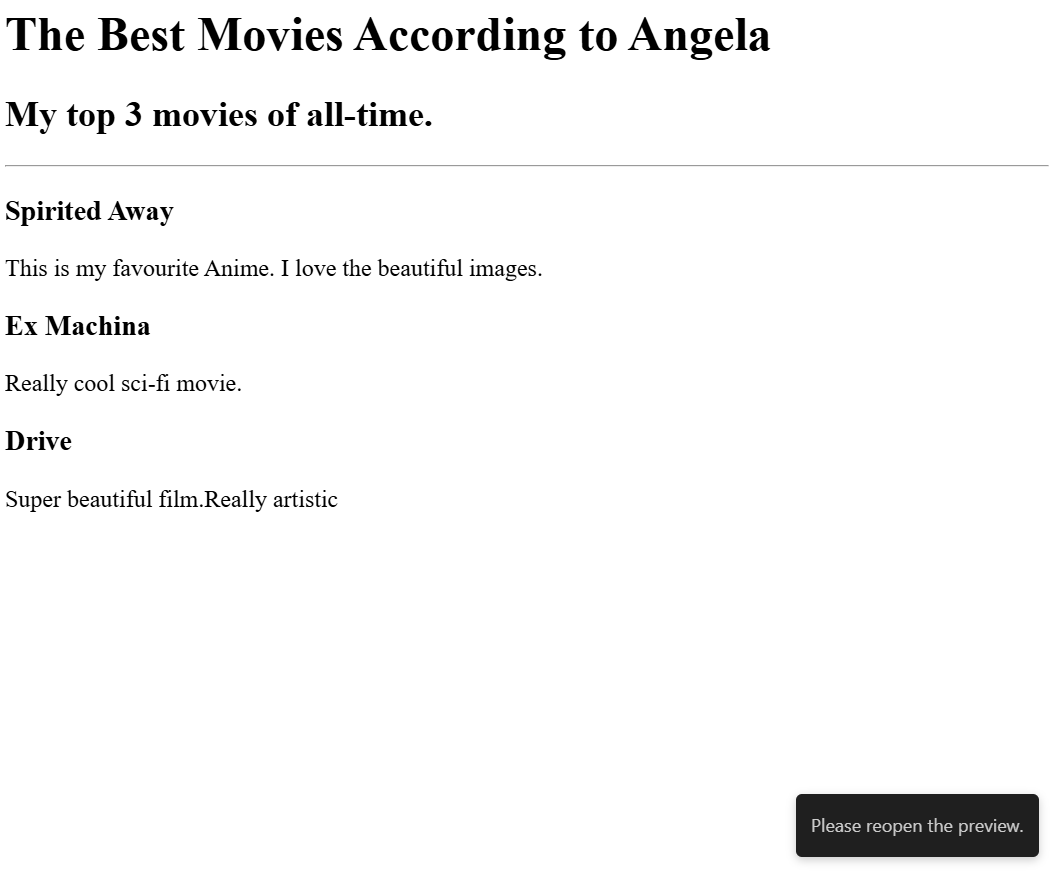 The Best Movies According to Angela
My top 3 movies of all-time.
Spirited Away
This is my favourite Anime. I love the beautiful images.
Ex Machina
Really cool sci-fi movie.
Drive
Super beautiful film.Really artistic
Please reopen the preview.